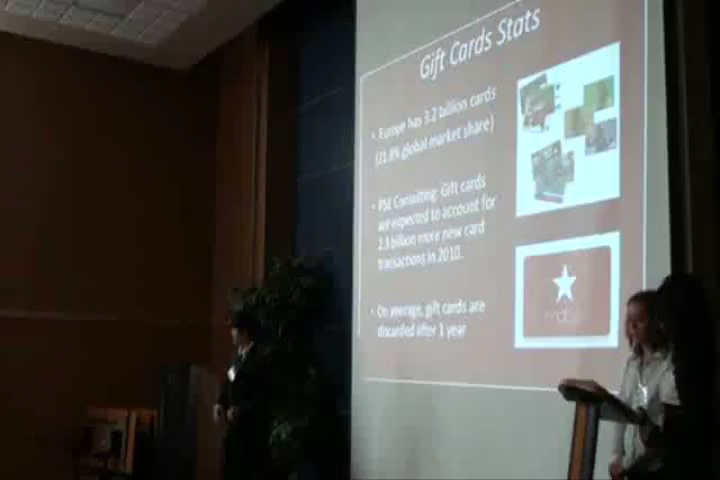 Gift Cards Stats
• Europe has 3.2 billion cards
(21.8% global market share)
• PSE Consulting: Gift cards
are expected to account for
2.3 billion more new card
transactions in 2010.
• On average, gift cards are
discarded after 1 year